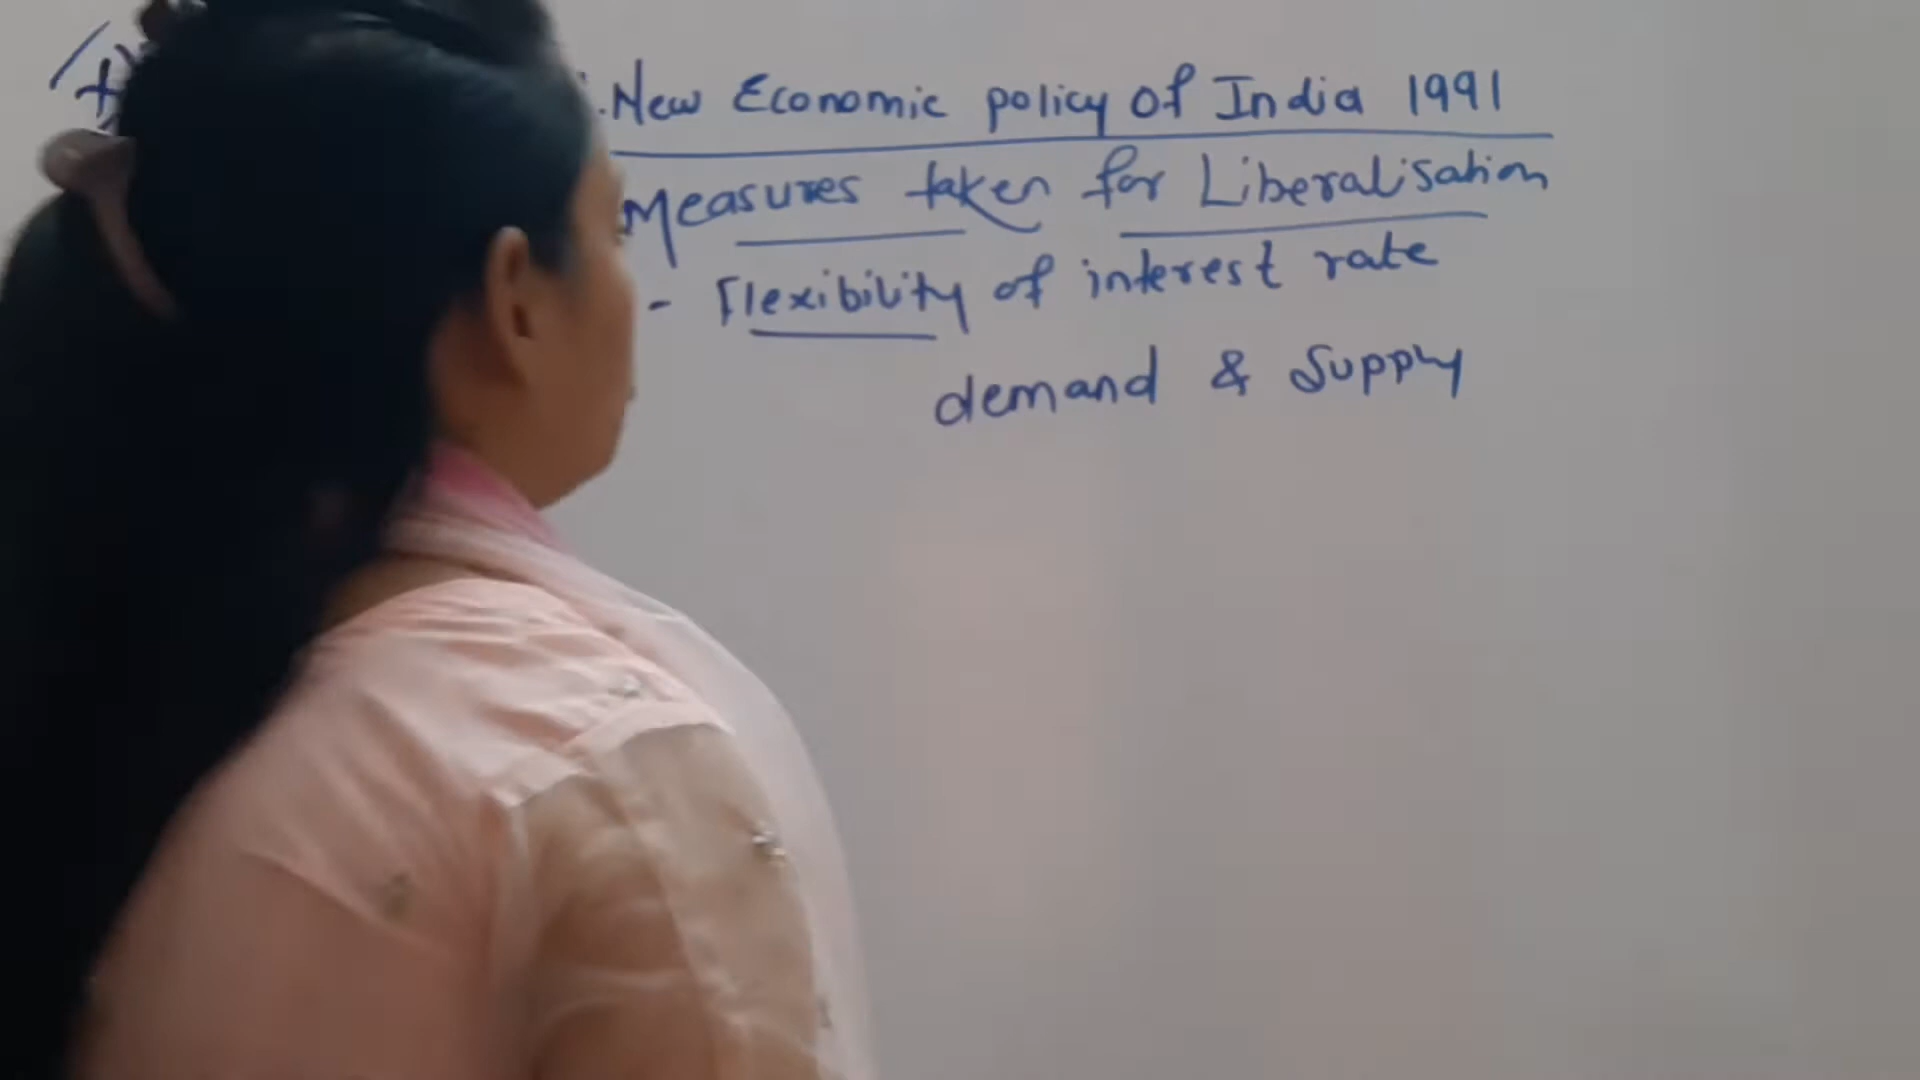 New Economic policy of India 1991
Measures taken for Liberalisation
- Flexibility of interest rate
demand & Supply